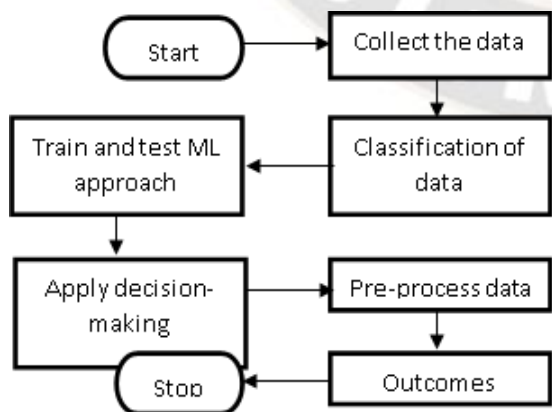 Start
Collect the data
Classification of
data
Train and test ML
approach
Apply decision-
making
Pre-process data
Outcomes
Stop